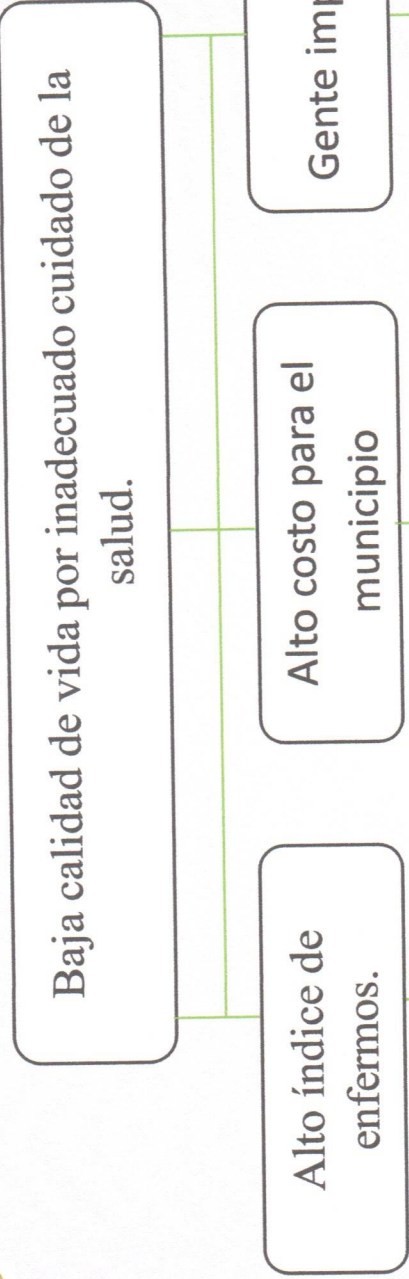 Baja calidad de vida por inadecuado cuidado de la
salud.
Alto índice de
enfermos.
Alto costo para el
municipio
Gente